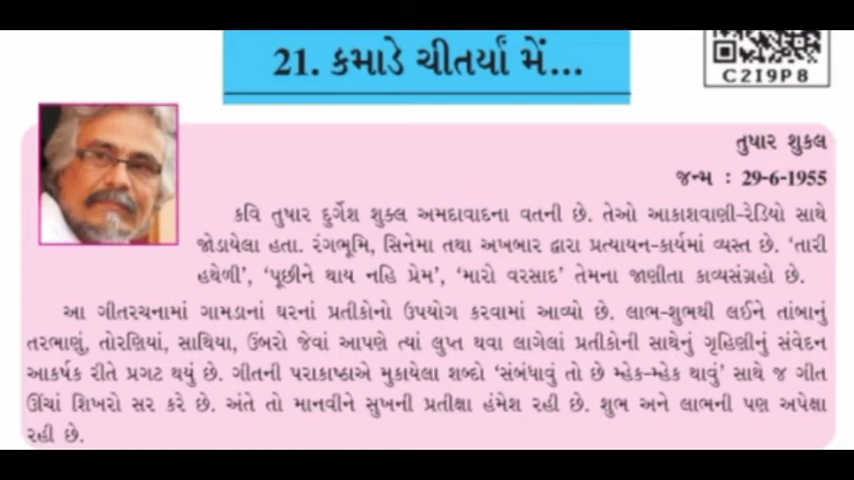 21. કમાડે ચીતર્યાં મેં...
C2I9P8
તુષાર શુક્લ
જન્મ : 29-6-1955
કવિ તુષાર દુર્ગેશ શુક્લ અમદાવાદના વતની છે. તેઓ આકાશવાણી-રેડિયો સાથે
જોડાયેલા હતા. રંગભૂમિ, સિનેમા તથા અખબાર દ્વારા પ્રત્યાયન-કાર્યમાં વ્યસ્ત છે. ‘તારી
હથેળી’, ‘પૂછીને થાય નહિ પ્રેમ’, ‘મારો વરસાદ’ તેમના જાણીતા કાવ્યસંગ્રહો છે.
આ ગીતરચનામાં ગામડાનાં ઘરનાં પ્રતીકોનો ઉપયોગ કરવામાં આવ્યો છે. લાભ-શુભથી લઈને તાંબાનું
તરભાણું, તોરણિયાં, સાથિયા, ઉંબરો જેવાં આપણે ત્યાં લુપ્ત થવા લાગેલાં પ્રતીકોની સાથેનું ગૃહિણીનું સંવેદન
આકર્ષક રીતે પ્રગટ થયું છે. ગીતની પરાકાષ્ઠાએ મુકાયેલા શબ્દો ‘સંબંધાવું તો છે મ્હેક-મ્હેક થાવું’ સાથે જ ગીત
ઊંચાં શિખરો સર કરે છે. અંતે તો માનવીને સુખની પ્રતીક્ષા હંમેશ રહી છે. શુભ અને લાભની પણ અપેક્ષા
રહી છે.